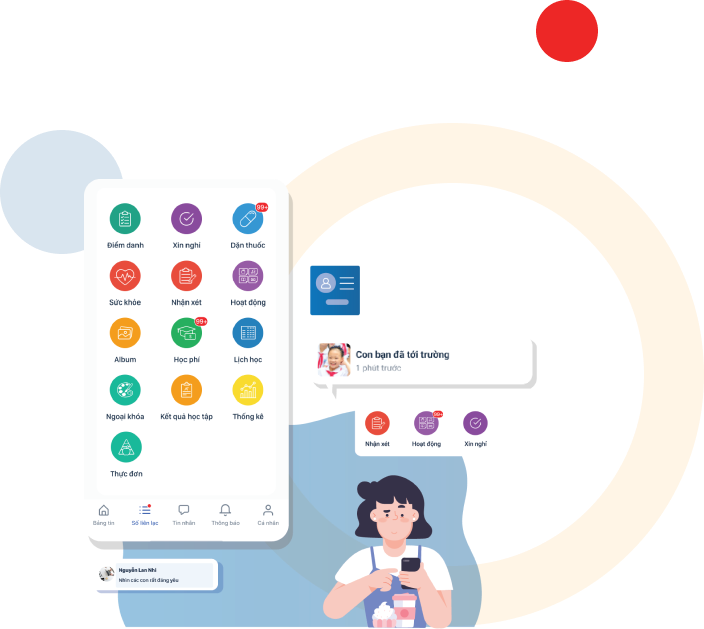 99+
Điểm danh
Xin nghỉ
Dặn thuốc
Sức khỏe
Nhận xét
Hoạt động
99+
Album
Học phí
Lịch học
Ngoại khóa
Kết quả học tập
Thống kê
Thực đơn
Bảng tin
Sổ liên lạc
Tin nhắn
Thông báo
Cá nhân
Con bạn đã tới trường
1 phút trước
99+
Nhận xét
Hoạt động
Xin nghỉ
Nguyễn Lan Nhi
Nhìn các con rất đáng yêu